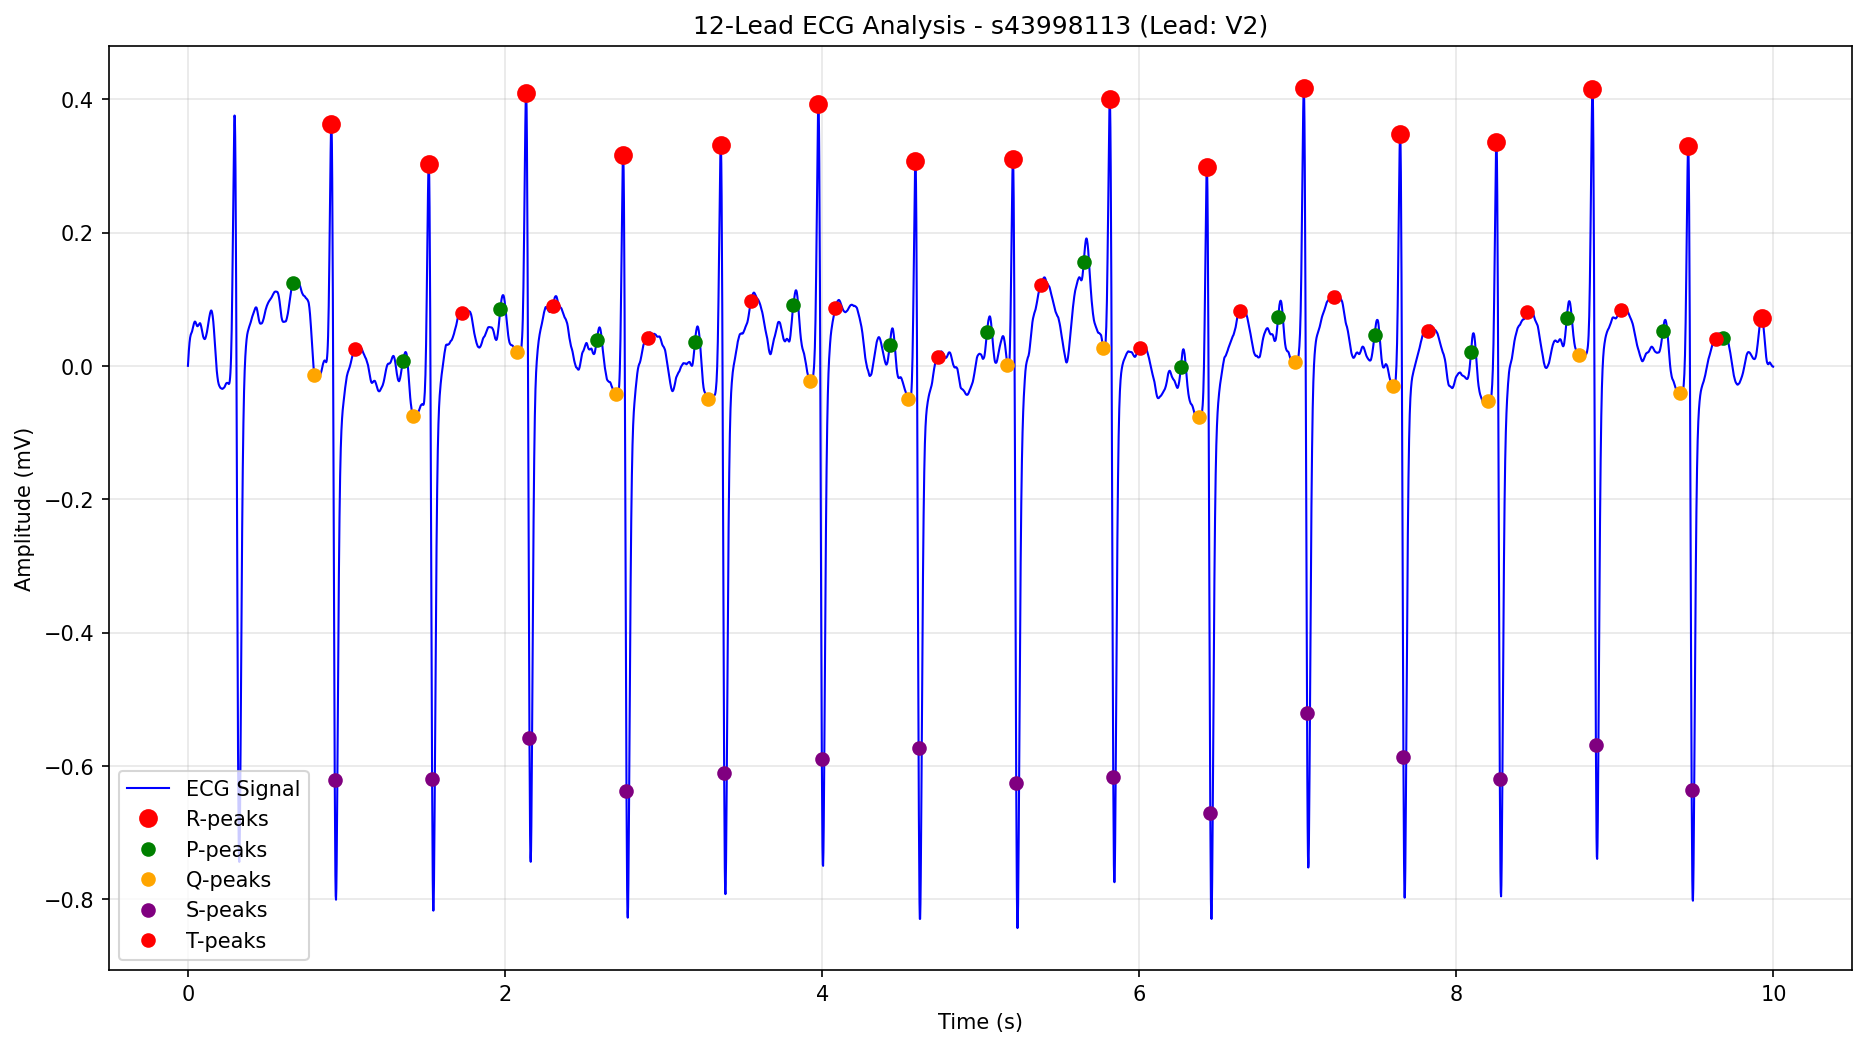 12-Lead ECG Analysis - s43998113 (Lead: V2)
Amplitude (mV)
0.4
0.2
0.0
−0.2
−0.4
−0.6
−0.8
ECG Signal
R-peaks
P-peaks
Q-peaks
S-peaks
T-peaks
0 2 4 6 8 10
Time (s)